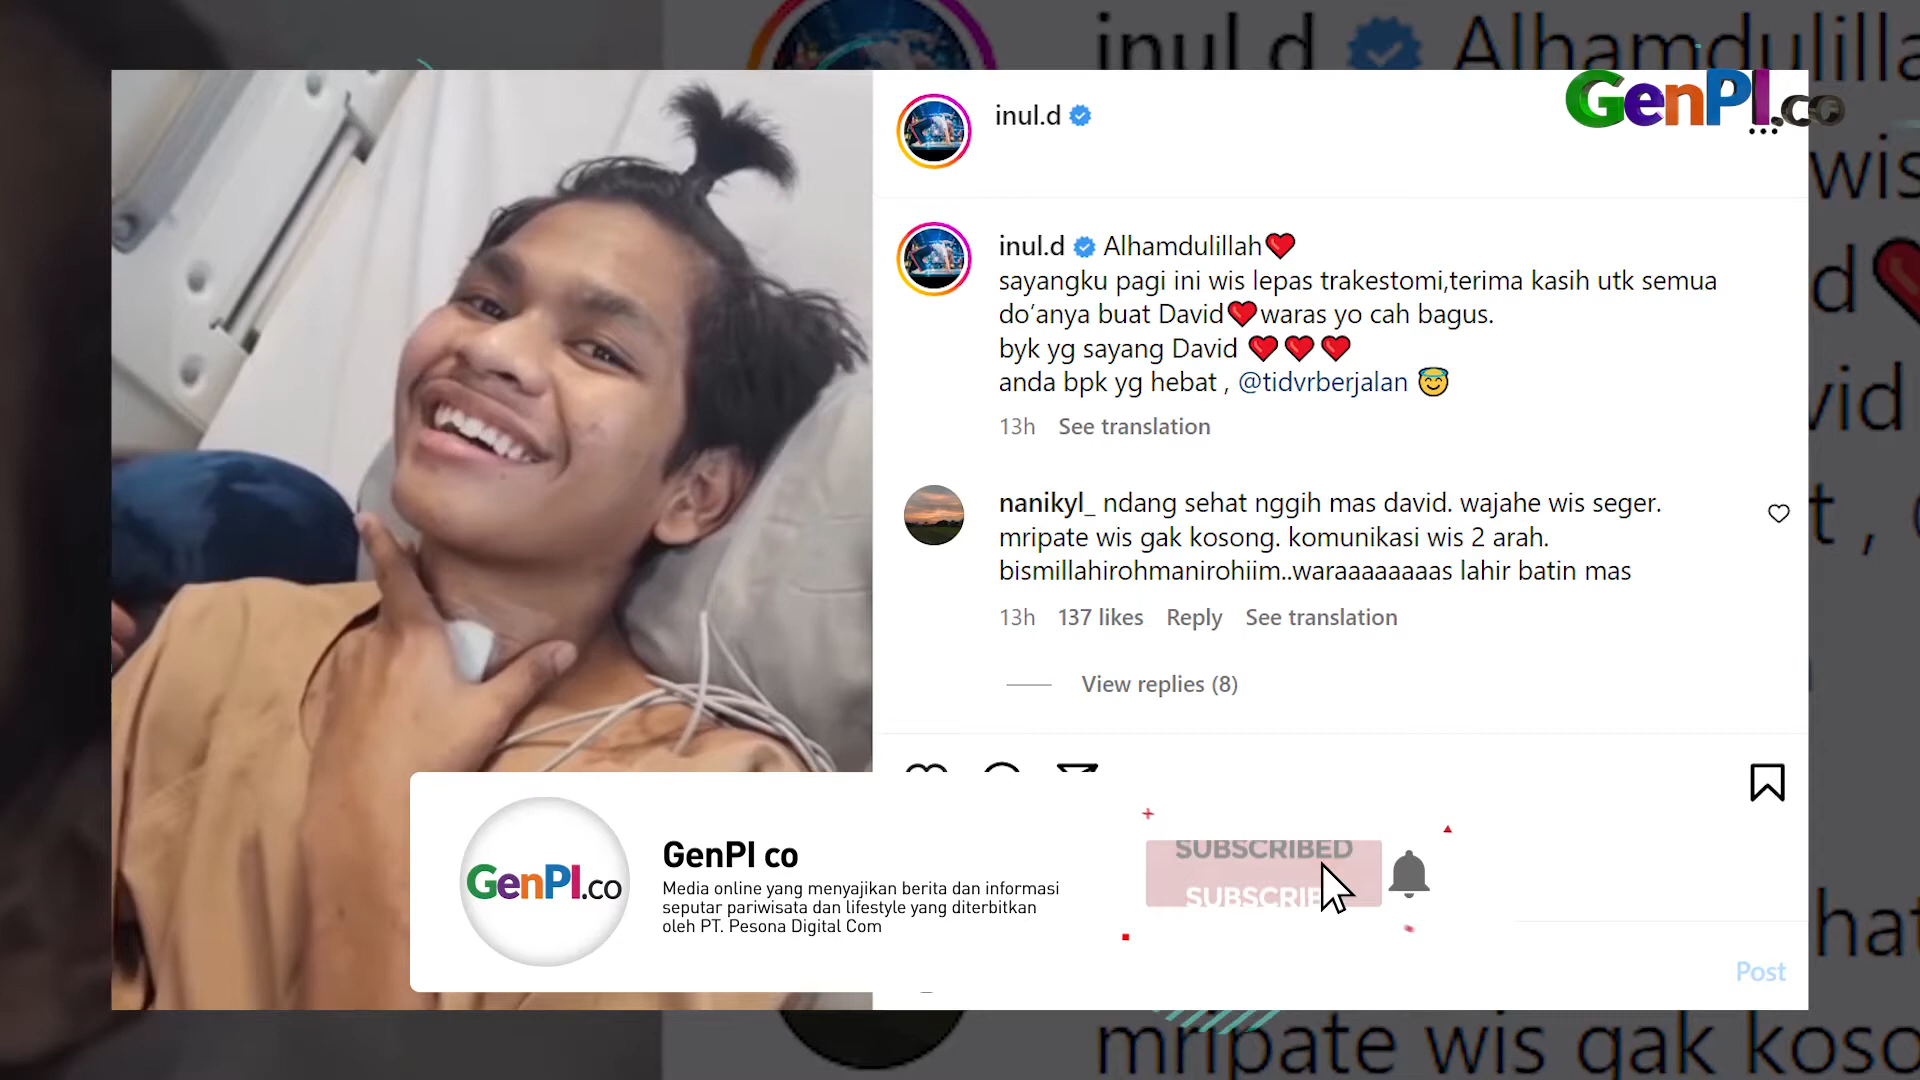 inul.d Alhamdulilla
GenPI.co
inul.d
inul.d Alhamdulillah❤️
sayangku pagi ini wis lepas trakestomi,terima kasih utk semua
do'anya buat David❤️waras yo cah bagus.
byk yg sayang David ❤️❤️❤️
anda bpk yg hebat , @tidvrberjalan 😇
13h See translation
nanikyl_ ndang sehat nggih mas david. wajahe wis seger.
mripate wis gak kosong. komunikasi wis 2 arah.
bismillahirohmanirohiim..waraaaaaaaas lahir batin mas
13h 137 likes Reply See translation
View replies (8)
GenPI.co
GenPI co
Media online yang menyajikan berita dan informasi
seputar pariwisata dan lifestyle yang diterbitkan
oleh PT. Pesona Digital Com
SUBSCRIBED
Post
mripate wis gak koso